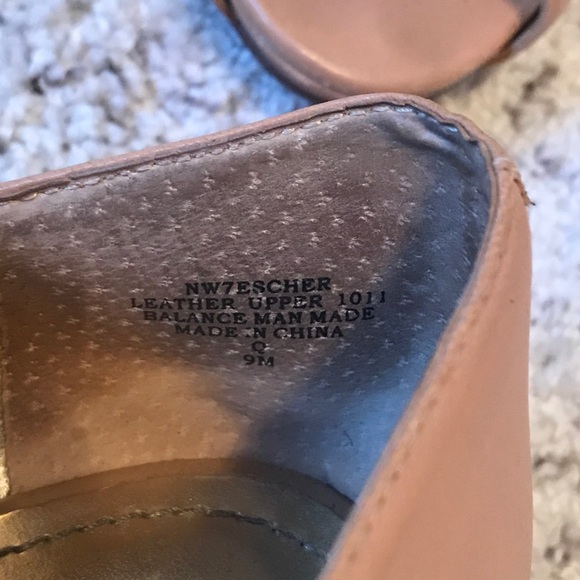 NW7ESCHER
LEATHER UPPER 1011
BALANCE MAN MADE
MADE IN CHINA
Q
9M